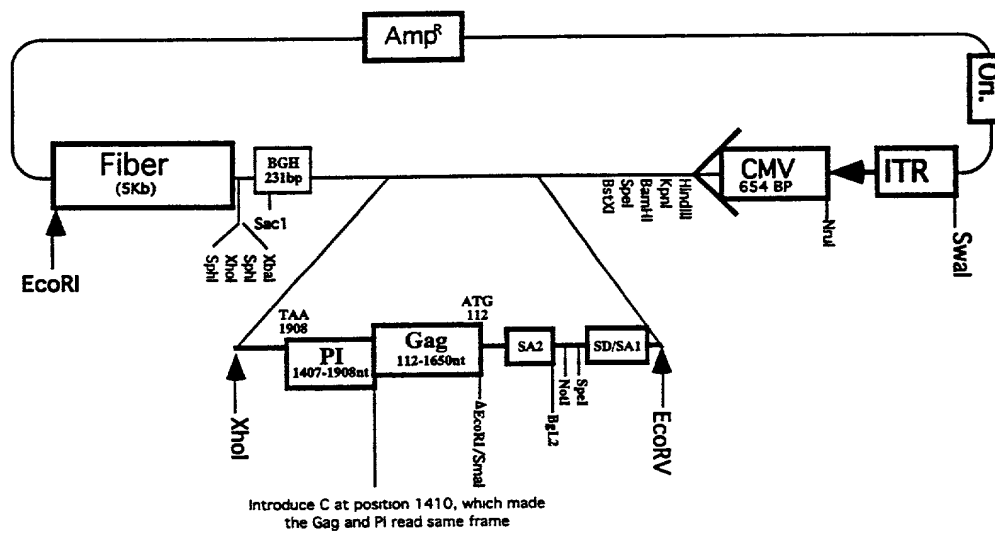 Amp^R
Ori.
Fiber
(5Kb)
BGH
231bp
CMV
654 BP
ITR
Sac1
EcoRI
SphI
XhoI
SphI
XbaI
BstXI
SpeI
BamHI
KpnI
HindIII
NruI
SwaI
TAA
1908
ATG
112
PI
1407-1908nt
Gag
112-1650nt
SA2
SD/SA1
XhoI
ΔEcoRI/SmaI
BgL2
NotI
SpeI
EcoRV
Introduce C at position 1410, which made
the Gag and PI read same frame